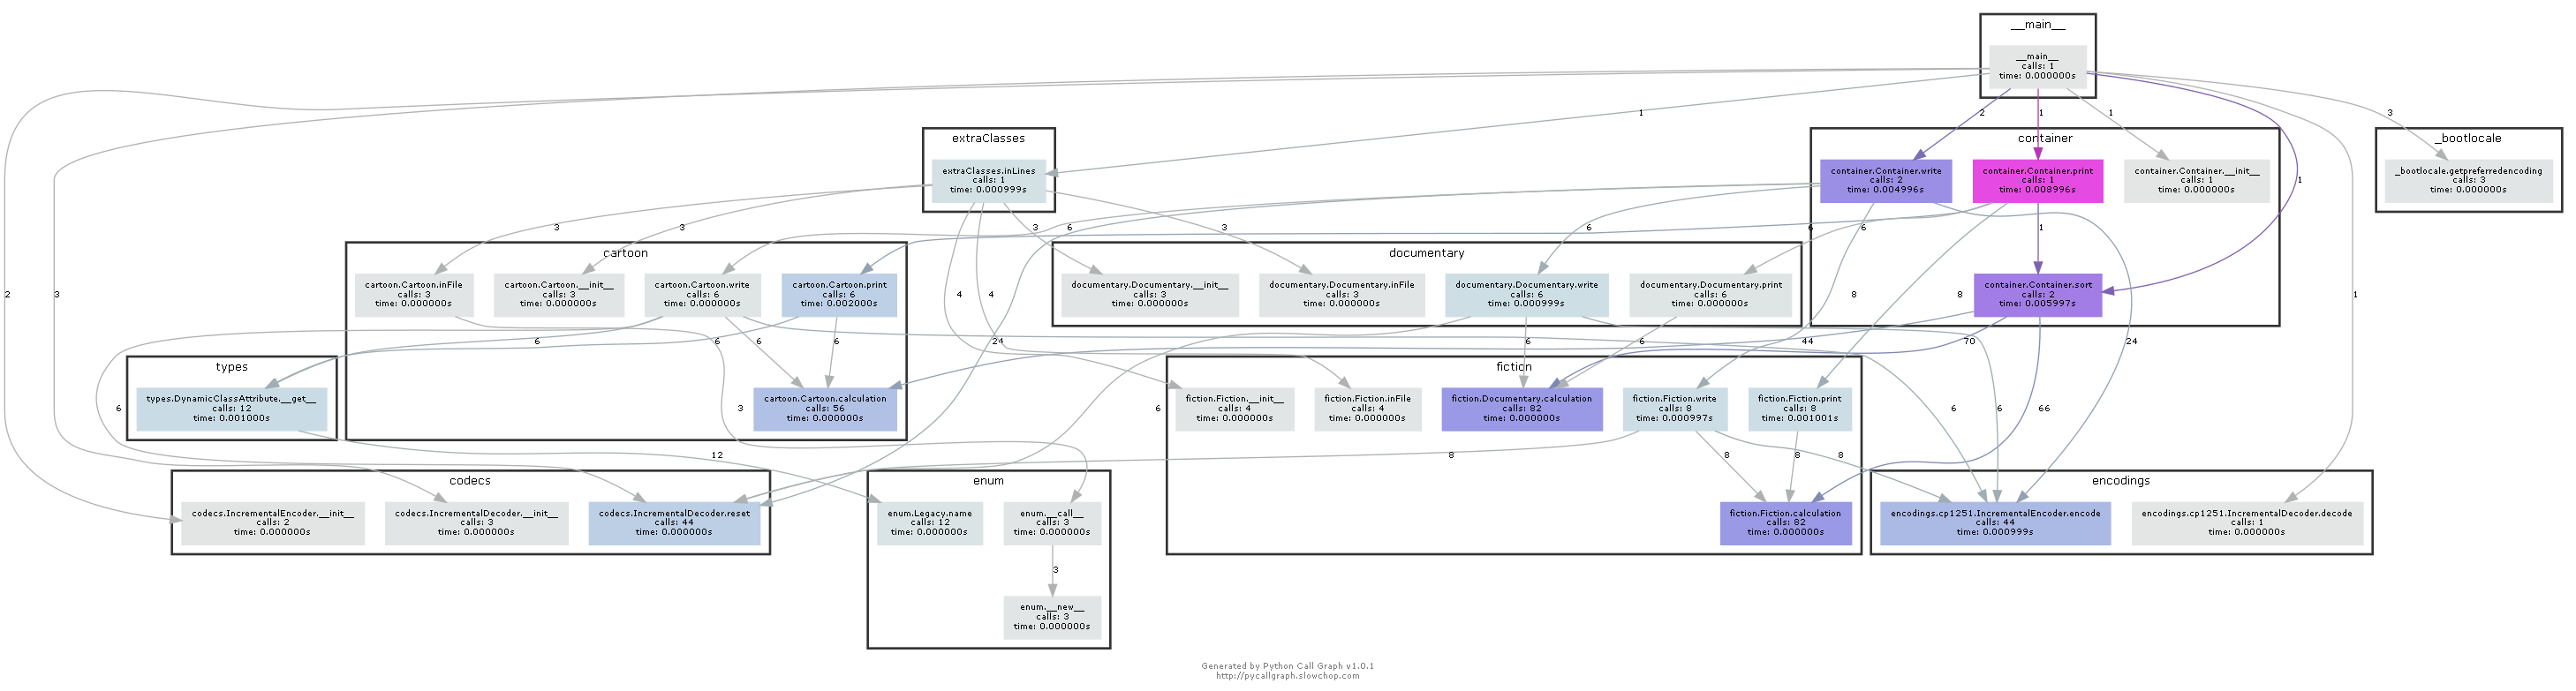 __main__
__main__
calls: 1
time: 0.000000s
1
2
1
1
3
extraClasses
container
_bootlocale
extraClasses.inLines
calls: 1
time: 0.000999s
container.Container.write
calls: 2
time: 0.004996s
container.Container.print
calls: 1
time: 0.008996s
container.Container.__init__
calls: 1
time: 0.000000s
_bootlocale.getpreferredencoding
calls: 3
time: 0.000000s
1
3
3
6
3
3
6
6
6
1
cartoon
documentary
cartoon.Cartoon.inFile
calls: 3
time: 0.000000s
cartoon.Cartoon.__init__
calls: 3
time: 0.000000s
cartoon.Cartoon.write
calls: 6
time: 0.000000s
cartoon.Cartoon.print
calls: 6
time: 0.002000s
documentary.Documentary.__init__
calls: 3
time: 0.000000s
documentary.Documentary.inFile
calls: 3
time: 0.000000s
documentary.Documentary.write
calls: 6
time: 0.000999s
documentary.Documentary.print
calls: 6
time: 0.000000s
container.Container.sort
calls: 2
time: 0.005997s
2
3
4
4
8
8
1
6
6
6
6
24
6
6
44
70
24
types
fiction
types.DynamicClassAttribute.__get__
calls: 12
time: 0.001000s
cartoon.Cartoon.calculation
calls: 56
time: 0.000000s
fiction.Fiction.__init__
calls: 4
time: 0.000000s
fiction.Fiction.inFile
calls: 4
time: 0.000000s
fiction.Documentary.calculation
calls: 82
time: 0.000000s
fiction.Fiction.write
calls: 8
time: 0.000997s
fiction.Fiction.print
calls: 8
time: 0.001001s
6
3
6
6
6
66
12
8
8
8
8
codecs
enum
encodings
codecs.IncrementalEncoder.__init__
calls: 2
time: 0.000000s
codecs.IncrementalDecoder.__init__
calls: 3
time: 0.000000s
codecs.IncrementalDecoder.reset
calls: 44
time: 0.000000s
enum.Legacy.name
calls: 12
time: 0.000000s
enum.__call__
calls: 3
time: 0.000000s
fiction.Fiction.calculation
calls: 82
time: 0.000000s
encodings.cp1251.IncrementalEncoder.encode
calls: 44
time: 0.000999s
encodings.cp1251.IncrementalDecoder.decode
calls: 1
time: 0.000000s
3
enum.__new__
calls: 3
time: 0.000000s
Generated by Python Call Graph v1.0.1
http://pycallgraph.slowchop.com